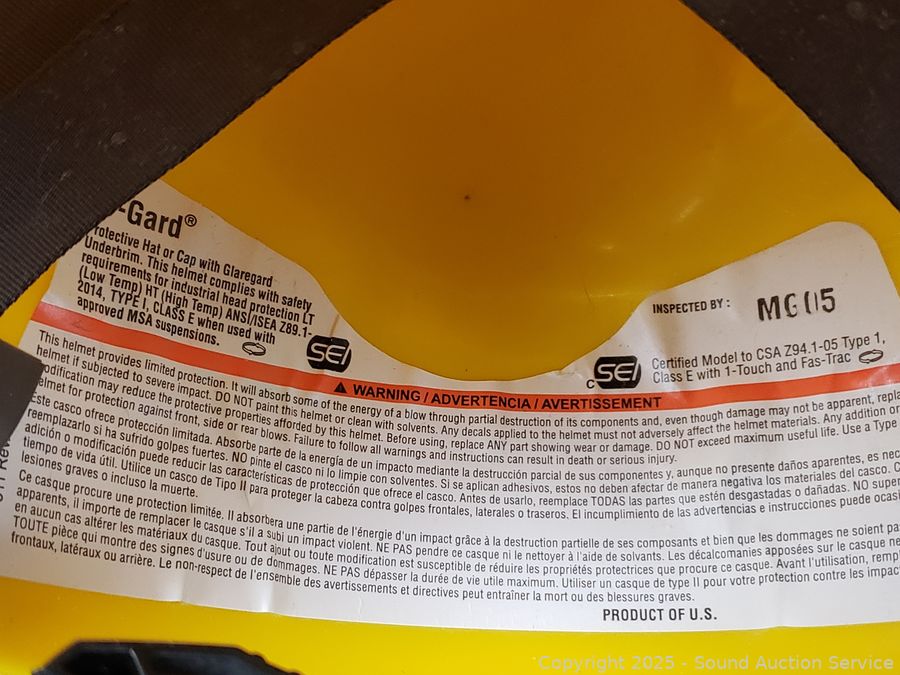 -Gard®
Protective Hat or Cap with Glaregard
Underbrim. This helmet complies with safety
requirements for industrial head protection LT
(Low Temp) HT (High Temp) ANSI/ISEA Z89.1-
2014, TYPE I, CLASS E when used with
approved MSA suspensions.
SEI
INSPECTED BY: MG 05
C SEI
Certified Model to CSA Z94.1-05 Type 1,
Class E with 1-Touch and Fas-Trac
WARNING / ADVERTENCIA / AVERTISSEMENT
This helmet provides limited protection. It will absorb some of the energy of a blow through partial destruction of its components and, even though damage may not be apparent,
helmet if subjected to severe impact. DO NOT paint this helmet or clean with solvents. Any decals applied to the helmet must not adversely affect the helmet materials. Any addition or
modification may reduce the protective properties afforded by this helmet. Before using, replace ANY part showing wear or damage. DO NOT exceed maximum useful life. Use a Type
helmet for protection against front, side or rear blows. Failure to follow all warnings and instructions can result in death or serious injury.
Este casco ofrece protección limitada. Absorbe parte de la energía de un impacto mediante la destrucción parcial de sus componentes y, aunque no presente daños aparentes, es
reemplazarlo si ha sufrido golpes fuertes. NO pinte el casco ni lo limpie con solventes. Si se aplican adhesivos, estos no deben afectar de manera negativa los materiales del casco.
adición o modificación puede reducir las características de protección que ofrece el casco. Antes de usarlo, reemplace TODAS las partes que estén desgastadas o dañadas. NO
tiempo de vida útil. Utilice un casco de Tipo II para proteger la cabeza contra golpes frontales, laterales o traseros. El incumplimiento de las advertencias e instrucciones puede
lesiones graves o incluso la muerte.
Ce casque procure une protection limitée. Il absorbera une partie de l'énergie d'un impact grâce à la destruction partielle de ses composants et bien que les dommages ne soient
apparents, il importe de remplacer le casque s'il a subi un impact violent. NE PAS pendre ce casque ni le nettoyer à l'aide de solvants. Les décalcomanies apposées sur le casque
en aucun cas altérer les matériaux du casque. Tout ajout ou toute modification est susceptible de réduire les propriétés protectrices que procure ce casque. Avant l'utilisation,
TOUTE pièce qui montre des signes d'usure ou de dommages. NE PAS dépasser la durée de vie utile maximum. Utiliser un casque de type II pour votre protection contre les
frontaux, latéraux ou arrière. Le non-respect de l'ensemble des avertissements et directives peut entraîner la mort ou des blessures graves.
PRODUCT OF U.S.
Copyright 2025 - Sound Auction Service